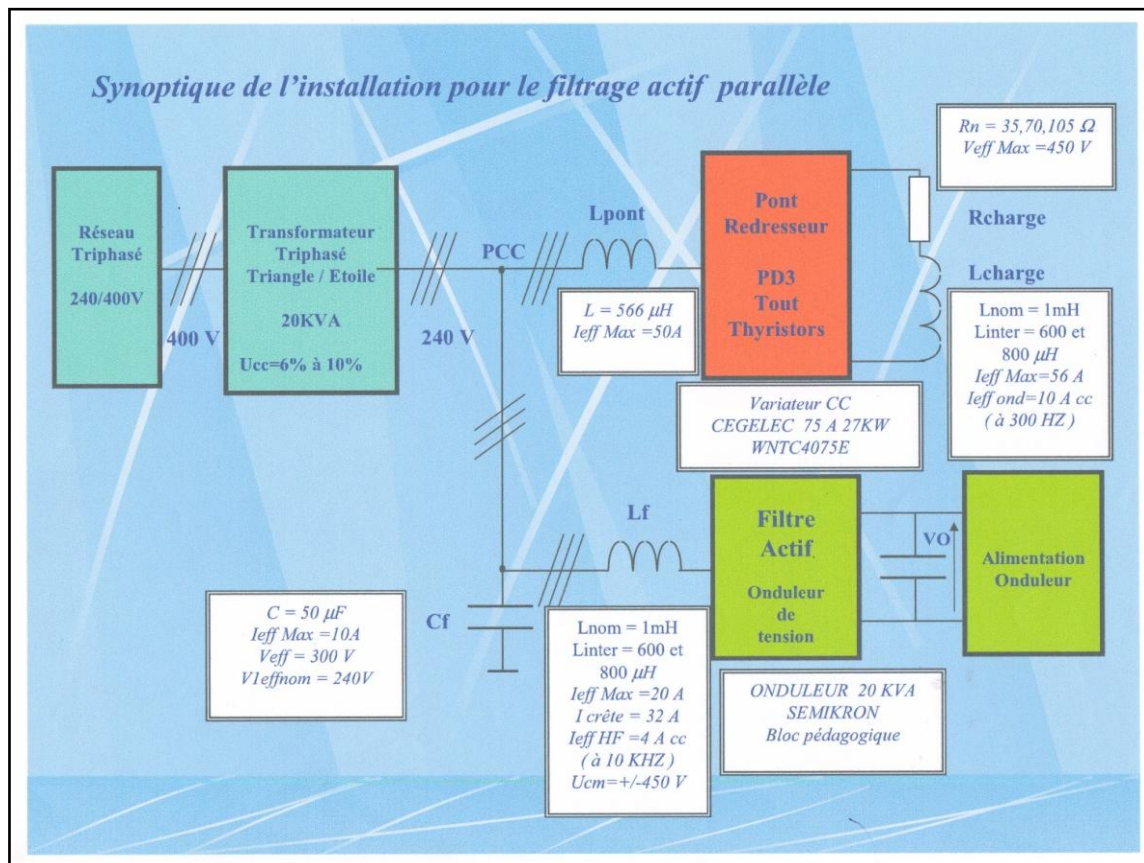 Synoptique de l'installation pour le filtrage actif parallèle
Réseau
Triphasé
240/400V
400 V
Transformateur
Triphasé
Triangle / Etoile
20KVA
Ucc=6% à 10%
240 V
PCC
Lpont
L = 566 µH
Ieff Max =50A
Pont
Redresseur
PD3
Tout
Thyristors
Rn = 35,70,105 Ω
Veff Max =450 V
Rcharge
Lcharge
Lnom = 1mH
Linter = 600 et
800 µH
Ieff Max=56 A
Ieff ond=10 A cc
( à 300 HZ )
Variateur CC
CEGELEC 75 A 27KW
WNTC4075E
Lf
Filtre
Actif
Onduleur
de
tension
VO
Alimentation
Onduleur
Cf
C = 50 µF
Ieff Max =10A
Veff = 300 V
V1effnom = 240V
Lnom = 1mH
Linter = 600 et
800 µH
Ieff Max =20 A
I crête = 32 A
Ieff HF =4 A cc
( à 10 KHZ )
Ucm=+/-450 V
ONDULEUR 20 KVA
SEMIKRON
Bloc pédagogique